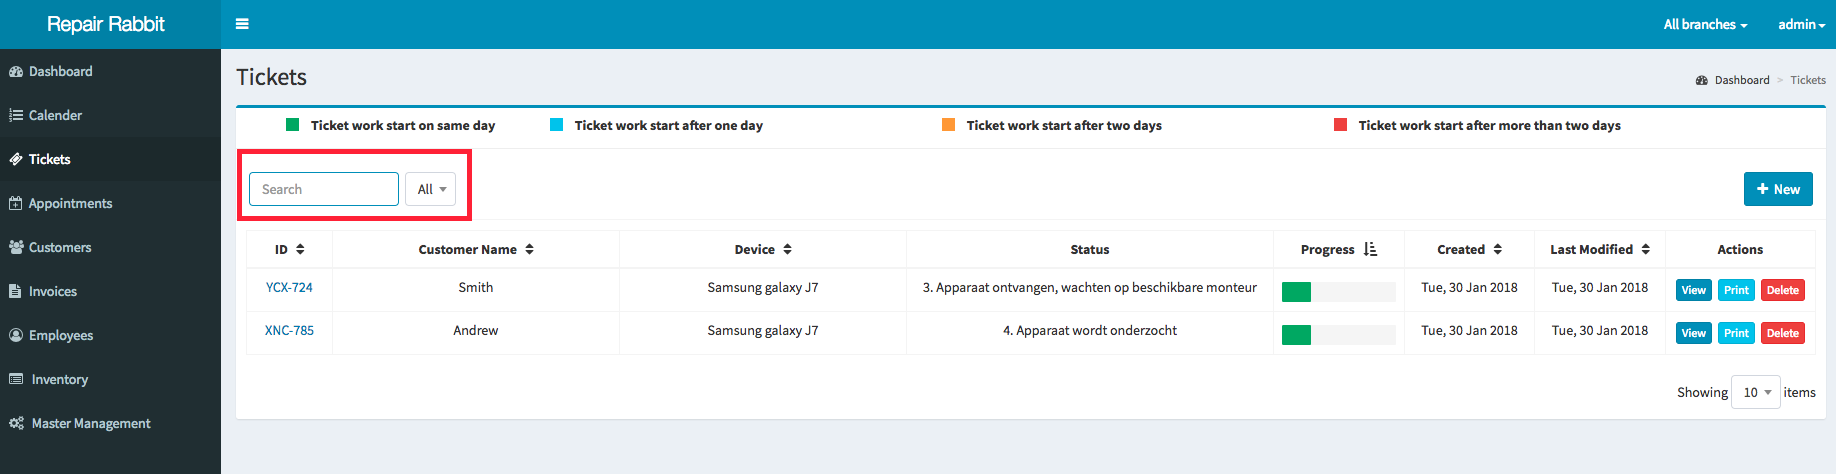 Repair Rabbit
All branches
admin
Dashboard
Calender
Tickets
Appointments
Customers
Invoices
Employees
Inventory
Master Management
Tickets
Dashboard > Tickets
Ticket work start on same day
Ticket work start after one day
Ticket work start after two days
Ticket work start after more than two days
Search
All
+ New
ID Customer Name Device Status Progress Created Last Modified Actions
YCX-724 Smith Samsung galaxy J7 3. Apparaat ontvangen, wachten op beschikbare monteur Tue, 30 Jan 2018 Tue, 30 Jan 2018 View Print Delete
XNC-785 Andrew Samsung galaxy J7 4. Apparaat wordt onderzocht Tue, 30 Jan 2018 Tue, 30 Jan 2018 View Print Delete
Showing 10 items